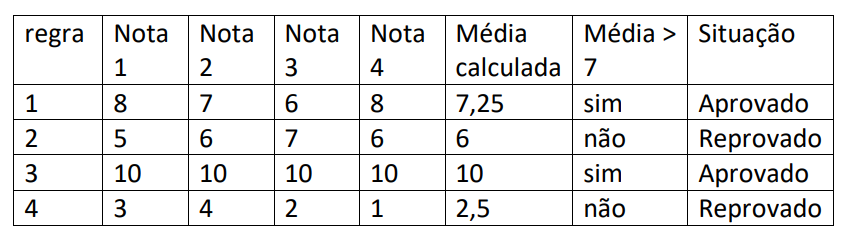 regra Nota 1 Nota 2 Nota 3 Nota 4 Média calculada Média > 7 Situação
1 8 7 6 8 7,25 sim Aprovado
2 5 6 7 6 6 não Reprovado
3 10 10 10 10 10 sim Aprovado
4 3 4 2 1 2,5 não Reprovado